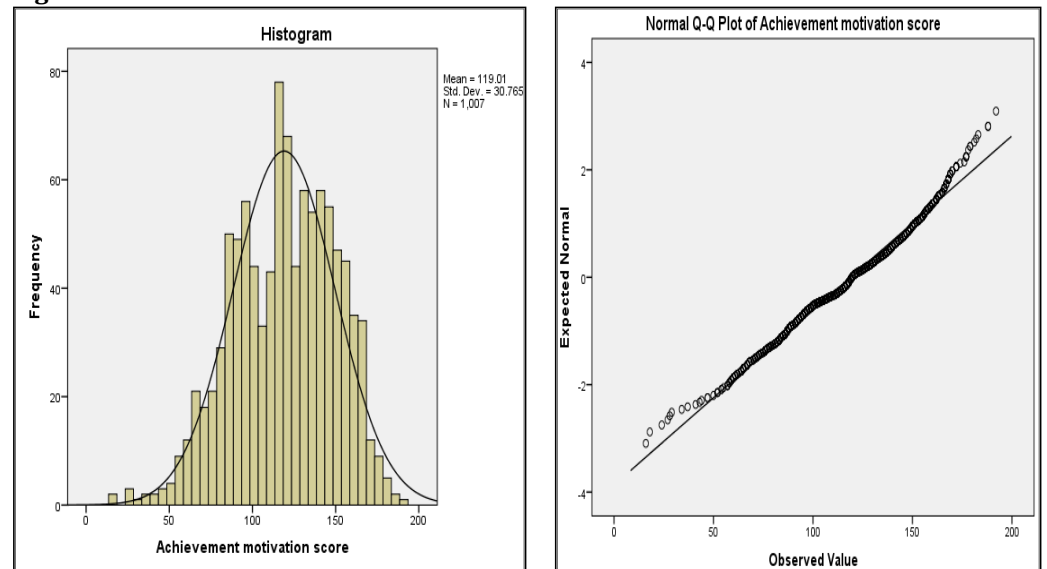 Histogram
80
60
40
20
0
Frequency
0 50 100 150 200
Achievement motivation score
Mean = 119.01
Std. Dev. = 30.765
N = 1,007
Normal Q-Q Plot of Achievement motivation score
4
2
0
-2
-4
Expected Normal
0 50 100 150 200
Observed Value